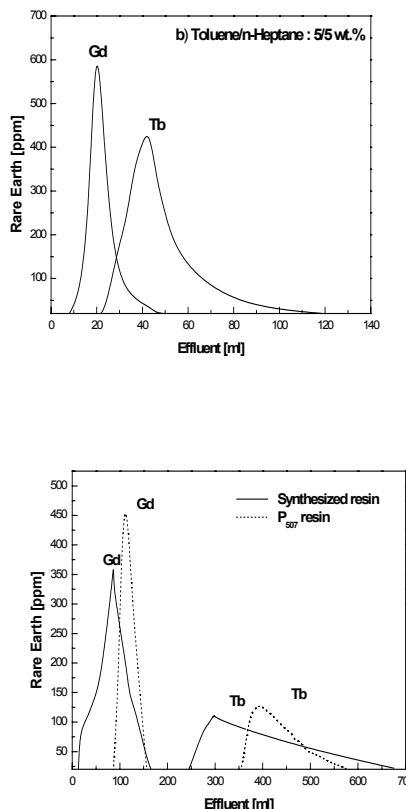 b) Toluene/n-Heptane : 5/5 wt.%
700
600
500
400
300
200
100
Rare Earth [ppm]
Gd
Tb
0 20 40 60 80 100 120 140
Effluent [ml]
500
450
400
350
300
250
200
150
100
50
Rare Earth [ppm]
Synthesized resin
P507 resin
Gd
Gd
Tb Tb
0 100 200 300 400 500 600 700
Effluent [ml]